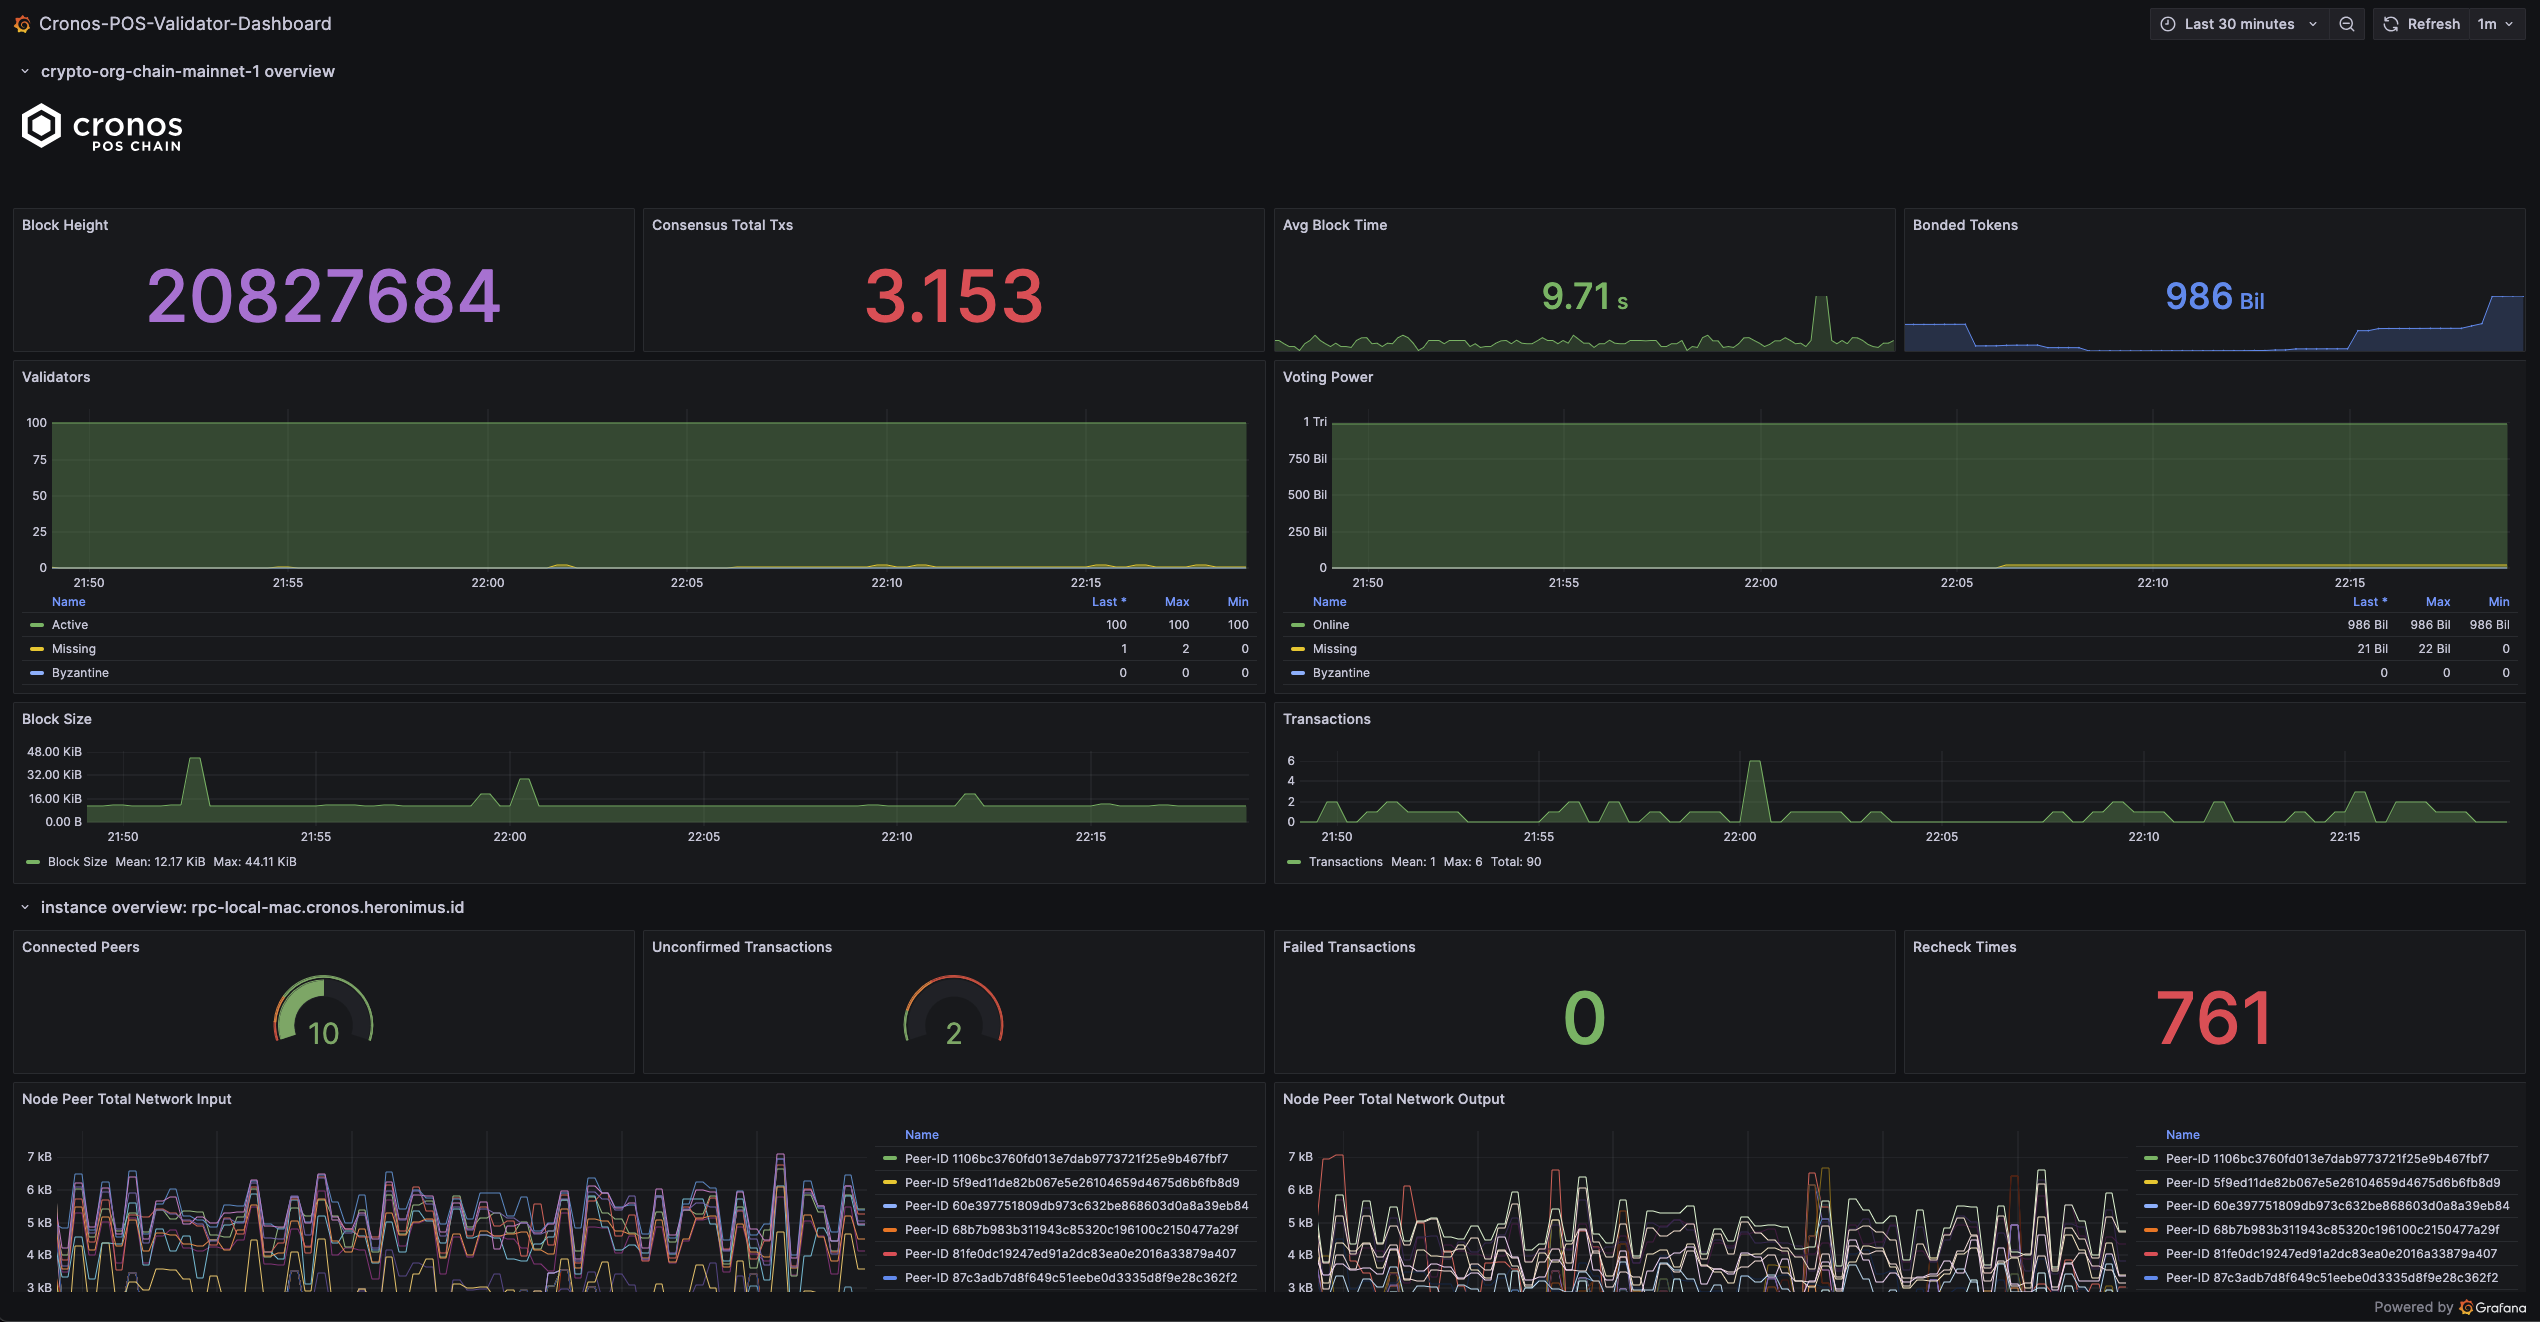 Cronos-POS-Validator-Dashboard
Last 30 minutes
Refresh 1m
crypto-org-chain-mainnet-1 overview
cronos
POS CHAIN
Block Height
20827684
Consensus Total Txs
3.153
Avg Block Time
9.71 s
Bonded Tokens
986 Bil
Validators
100
75
50
25
0
21:50 21:55 22:00 22:05 22:10 22:15
Name Last * Max Min
Active 100 100 100
Missing 1 2 0
Byzantine 0 0 0
Voting Power
1 Tri
750 Bil
500 Bil
250 Bil
0
21:50 21:55 22:00 22:05 22:10 22:15
Name Last * Max Min
Online 986 Bil 986 Bil 986 Bil
Missing 21 Bil 22 Bil 0
Byzantine 0 0 0
Block Size
48.00 KiB
32.00 KiB
16.00 KiB
0.00 B
21:50 21:55 22:00 22:05 22:10 22:15
Block Size Mean: 12.17 KiB Max: 44.11 KiB
Transactions
6
4
2
0
21:50 21:55 22:00 22:05 22:10 22:15
Transactions Mean: 1 Max: 6 Total: 90
instance overview: rpc-local-mac.cronos.heronimus.id
Connected Peers
10
Unconfirmed Transactions
2
Failed Transactions
0
Recheck Times
761
Node Peer Total Network Input
7 kB
6 kB
5 kB
4 kB
3 kB
Name
Peer-ID 1106bc3760fd013e7dab9773721f25e9b467fbf7
Peer-ID 5f9ed11de82b067e5e26104659d4675d6b6fb8d9
Peer-ID 60e397751809db973c632be868603d0a8a39eb84
Peer-ID 68b7b983b311943c85320c196100c2150477a29f
Peer-ID 81fe0dc19247ed91a2dc83ea0e2016a33879a407
Peer-ID 87c3adb7d8f649c51eebe0d3335d8f9e28c362f2
Node Peer Total Network Output
7 kB
6 kB
5 kB
4 kB
3 kB
Name
Peer-ID 1106bc3760fd013e7dab9773721f25e9b467fbf7
Peer-ID 5f9ed11de82b067e5e26104659d4675d6b6fb8d9
Peer-ID 60e397751809db973c632be868603d0a8a39eb84
Peer-ID 68b7b983b311943c85320c196100c2150477a29f
Peer-ID 81fe0dc19247ed91a2dc83ea0e2016a33879a407
Peer-ID 87c3adb7d8f649c51eebe0d3335d8f9e28c362f2
Powered by Grafana